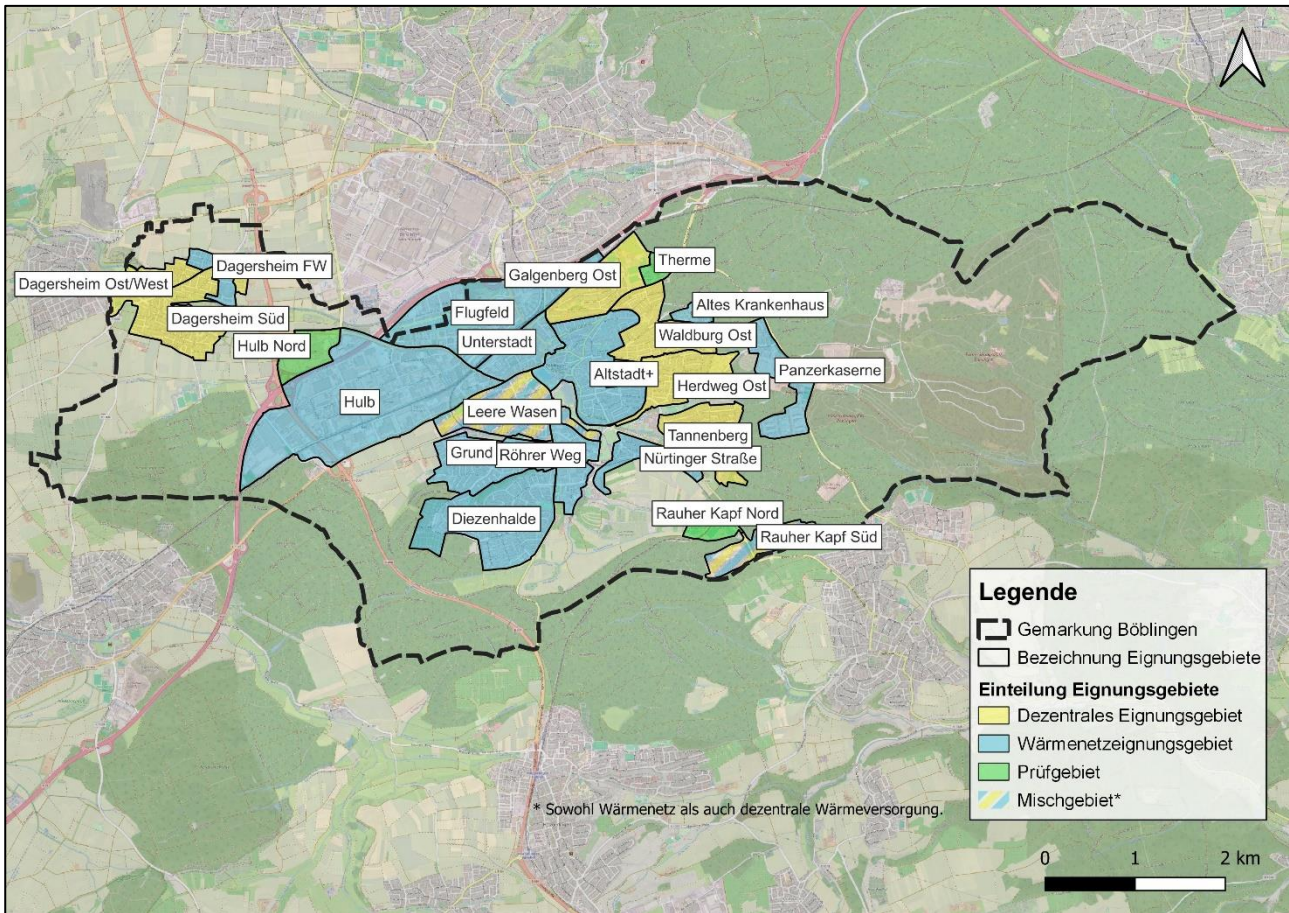 Dagersheim FW
Dagersheim Ost/West
Dagersheim Süd
Hulb Nord
Hulb
Galgenberg Ost
Therme
Flugfeld
Unterstadt
Altes Krankenhaus
Waldburg Ost
Altstadt+
Panzerkaserne
Herdweg Ost
Leere Wasen
Tannenberg
Grund
Röhrer Weg
Nürtinger Straße
Diezenhalde
Rauher Kapf Nord
Rauher Kapf Süd
Legende
Gemarkung Böblingen
Bezeichnung Eignungsgebiete
Einteilung Eignungsgebiete
Dezentrales Eignungsgebiet
Wärmenetzeignungsgebiet
Prüfgebiet
Mischgebiet*
* Sowohl Wärmenetz als auch dezentrale Wärmeversorgung.
0 1 2 km